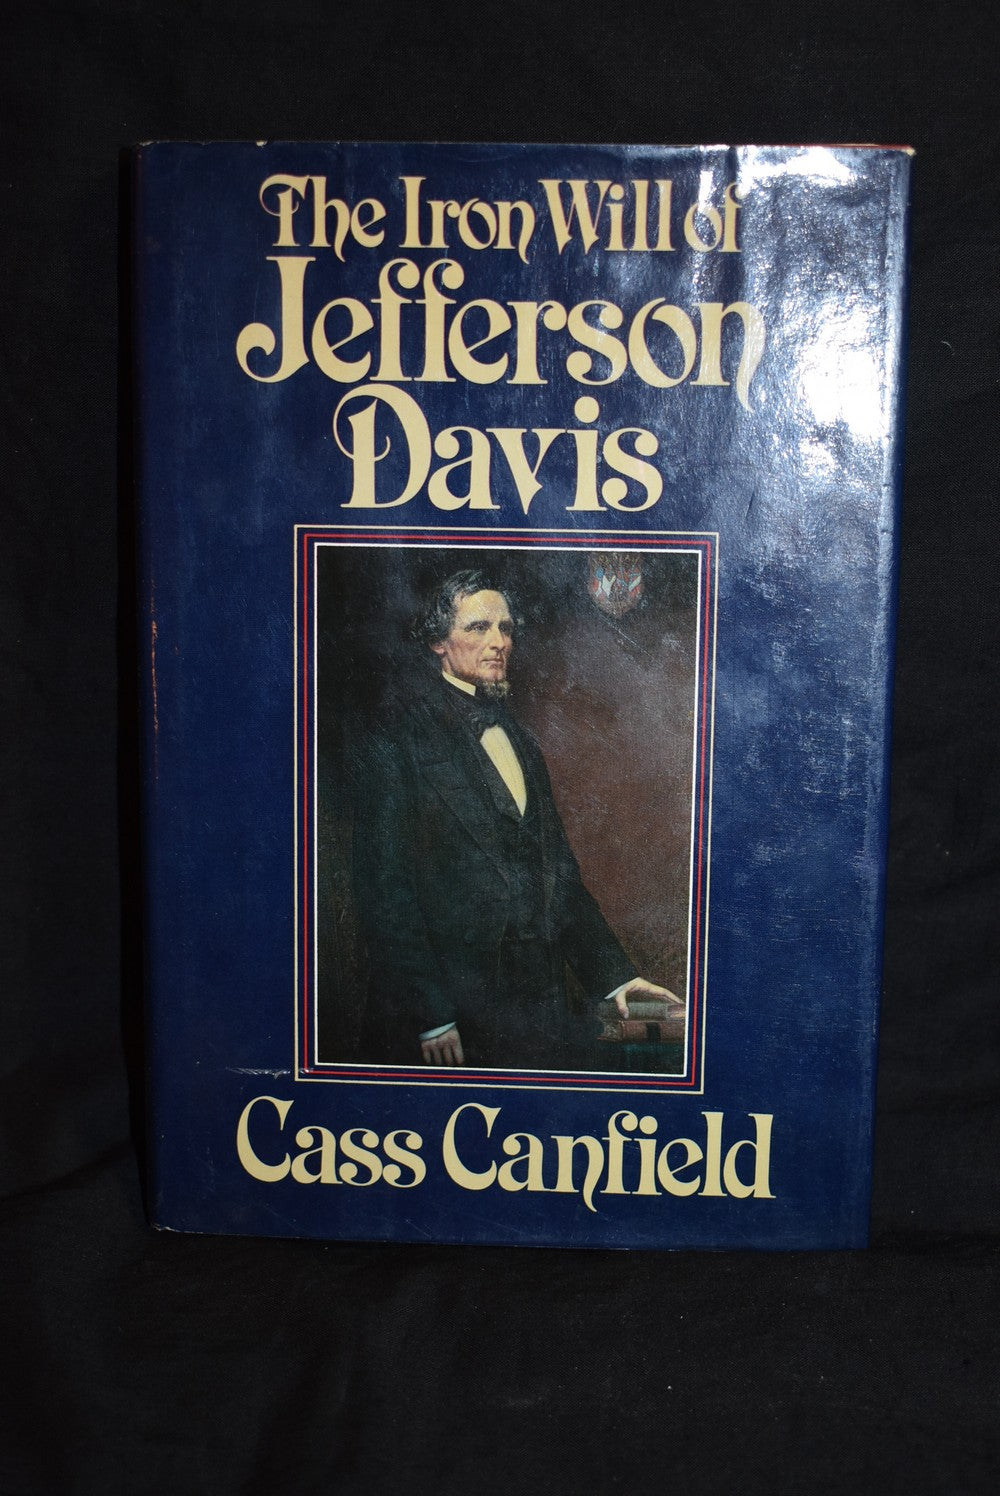 The Iron Will of
Jefferson
Davis
Cass Canfield